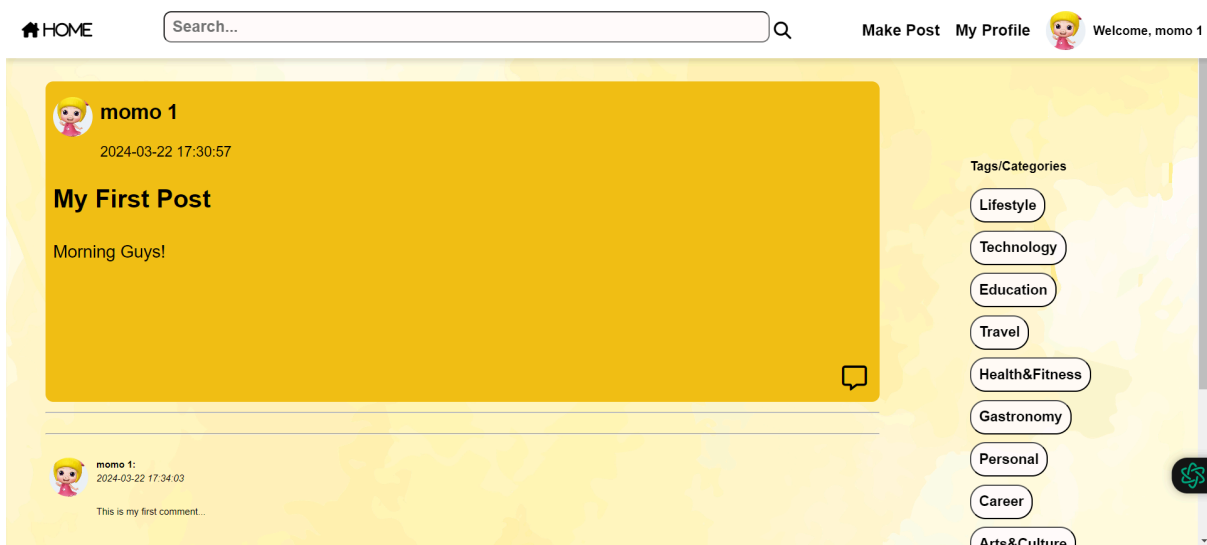 HOME
Search...
Make Post
My Profile
Welcome, momo 1
momo 1
2024-03-22 17:30:57
My First Post
Morning Guys!
momo 1:
2024-03-22 17:34:03
This is my first comment...
Tags/Categories
Lifestyle
Technology
Education
Travel
Health&Fitness
Gastronomy
Personal
Career
Arts&Culture